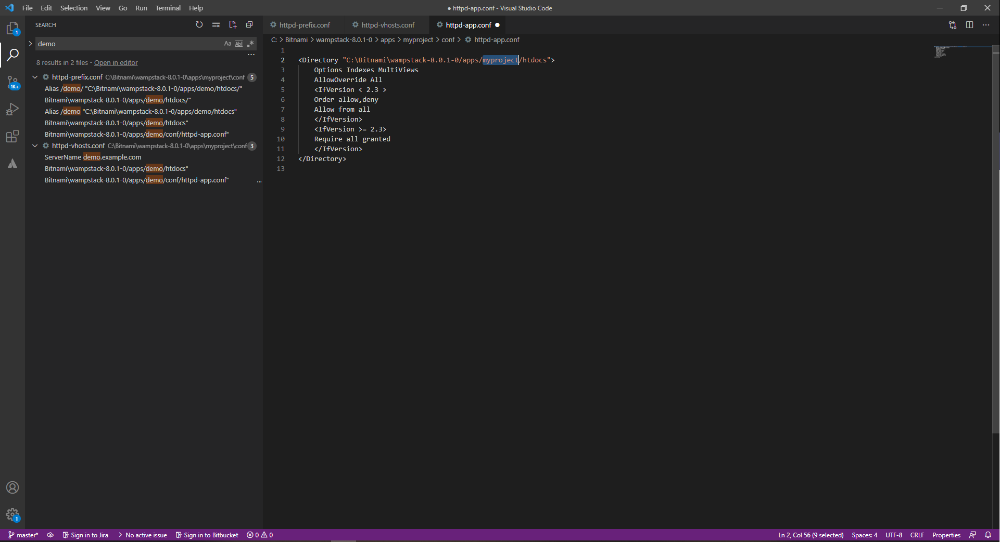 File Edit Selection View Go Run Terminal Help
● httpd-app.conf - Visual Studio Code
SEARCH
demo
Aa Abl .*
8 results in 2 files - Open in editor
httpd-prefix.conf C:\Bitnami\wampstack-8.0.1-0\apps\myproject\conf 5
Alias /demo/ "C:\Bitnami\wampstack-8.0.1-0/apps/demo/htdocs/"
Bitnami\wampstack-8.0.1-0/apps/demo/htdocs/"
Alias /demo "C:\Bitnami\wampstack-8.0.1-0/apps/demo/htdocs"
Bitnami\wampstack-8.0.1-0/apps/demo/htdocs"
Bitnami\wampstack-8.0.1-0/apps/demo/conf/httpd-app.conf"
httpd-vhosts.conf C:\Bitnami\wampstack-8.0.1-0\apps\myproject\conf 3
ServerName demo.example.com
Bitnami\wampstack-8.0.1-0/apps/demo/htdocs"
Bitnami\wampstack-8.0.1-0/apps/demo/conf/httpd-app.conf" ...
1
1K+
1
httpd-prefix.conf httpd-vhosts.conf httpd-app.conf ●
C: > Bitnami > wampstack-8.0.1-0 > apps > myproject > conf > httpd-app.conf
1
2 <Directory "C:\Bitnami\wampstack-8.0.1-0/apps/myproject/htdocs">
3 Options Indexes MultiViews
4 AllowOverride All
5 <IfVersion < 2.3 >
6 Order allow,deny
7 Allow from all
8 </IfVersion>
9 <IfVersion >= 2.3>
10 Require all granted
11 </IfVersion>
12 </Directory>
13
master* Sign in to Jira > No active issue Sign in to Bitbucket 0 0
Ln 2, Col 56 (9 selected) Spaces: 4 UTF-8 CRLF Properties